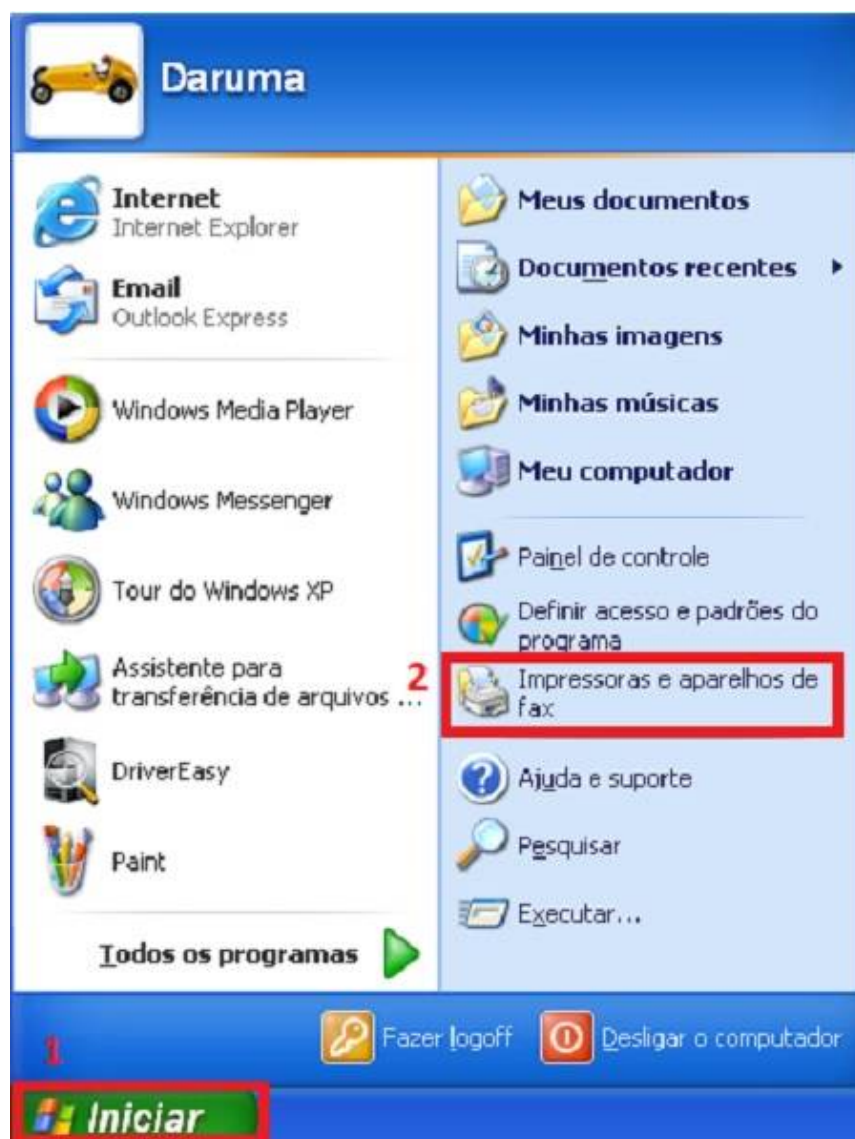 Daruma
Internet
Internet Explorer
Email
Outlook Express
Windows Media Player
Windows Messenger
Tour do Windows XP
Assistente para
transferência de arquivos ...
DriverEasy
Paint
Todos os programas
Meus documentos
Documentos recentes
Minhas imagens
Minhas músicas
Meu computador
Painel de controle
Definir acesso e padrões do
programa
2
Impressoras e aparelhos de
fax
Ajuda e suporte
Pesquisar
Executar...
1
Fazer logoff
Desligar o computador
Iniciar